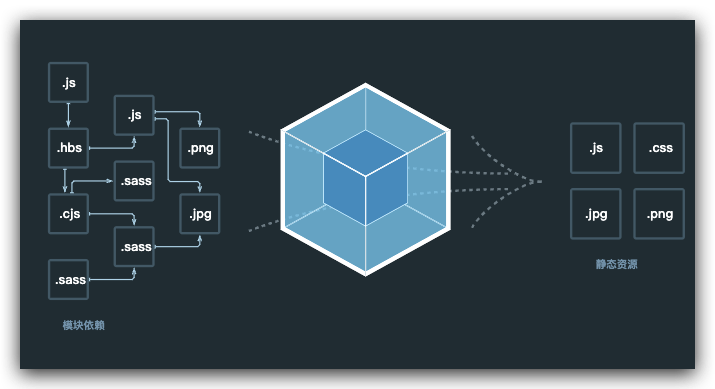 .js
.js
.hbs
.png
.sass
.cjs
.jpg
.sass
.sass
模块依赖
.js
.css
.jpg
.png
静态资源